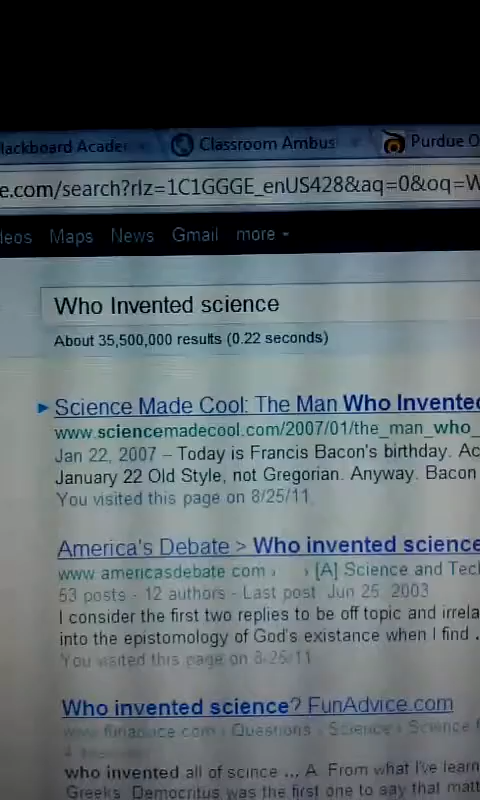 lackboard Acader Classroom Ambus Purdue O
e.com/search?rlz=1C1GGGE_enUS428&aq=0&oq=W
deos Maps News Gmail more
Who Invented science
About 35,500,000 results (0.22 seconds)
Science Made Cool: The Man Who Invented
www.sciencemadecool.com/2007/01/the_man_who_
Jan 22, 2007 – Today is Francis Bacon's birthday. Ac
January 22 Old Style, not Gregorian. Anyway. Bacon
You visited this page on 8/25/11.
America's Debate > Who invented science
www.americasdebate.com › › [A] Science and Tec
53 posts - 12 authors - Last post: Jun 25, 2003
I consider the first two replies to be off topic and irrela
into the epistomology of God's existance when I find .
You visited this page on 8/25/11.
Who invented science? FunAdvice.com
www.funadvice.com › Questions › Science › Science
who invented all of scince ... A. From what I've learn
Greeks. Democritus was the first one to say that matt